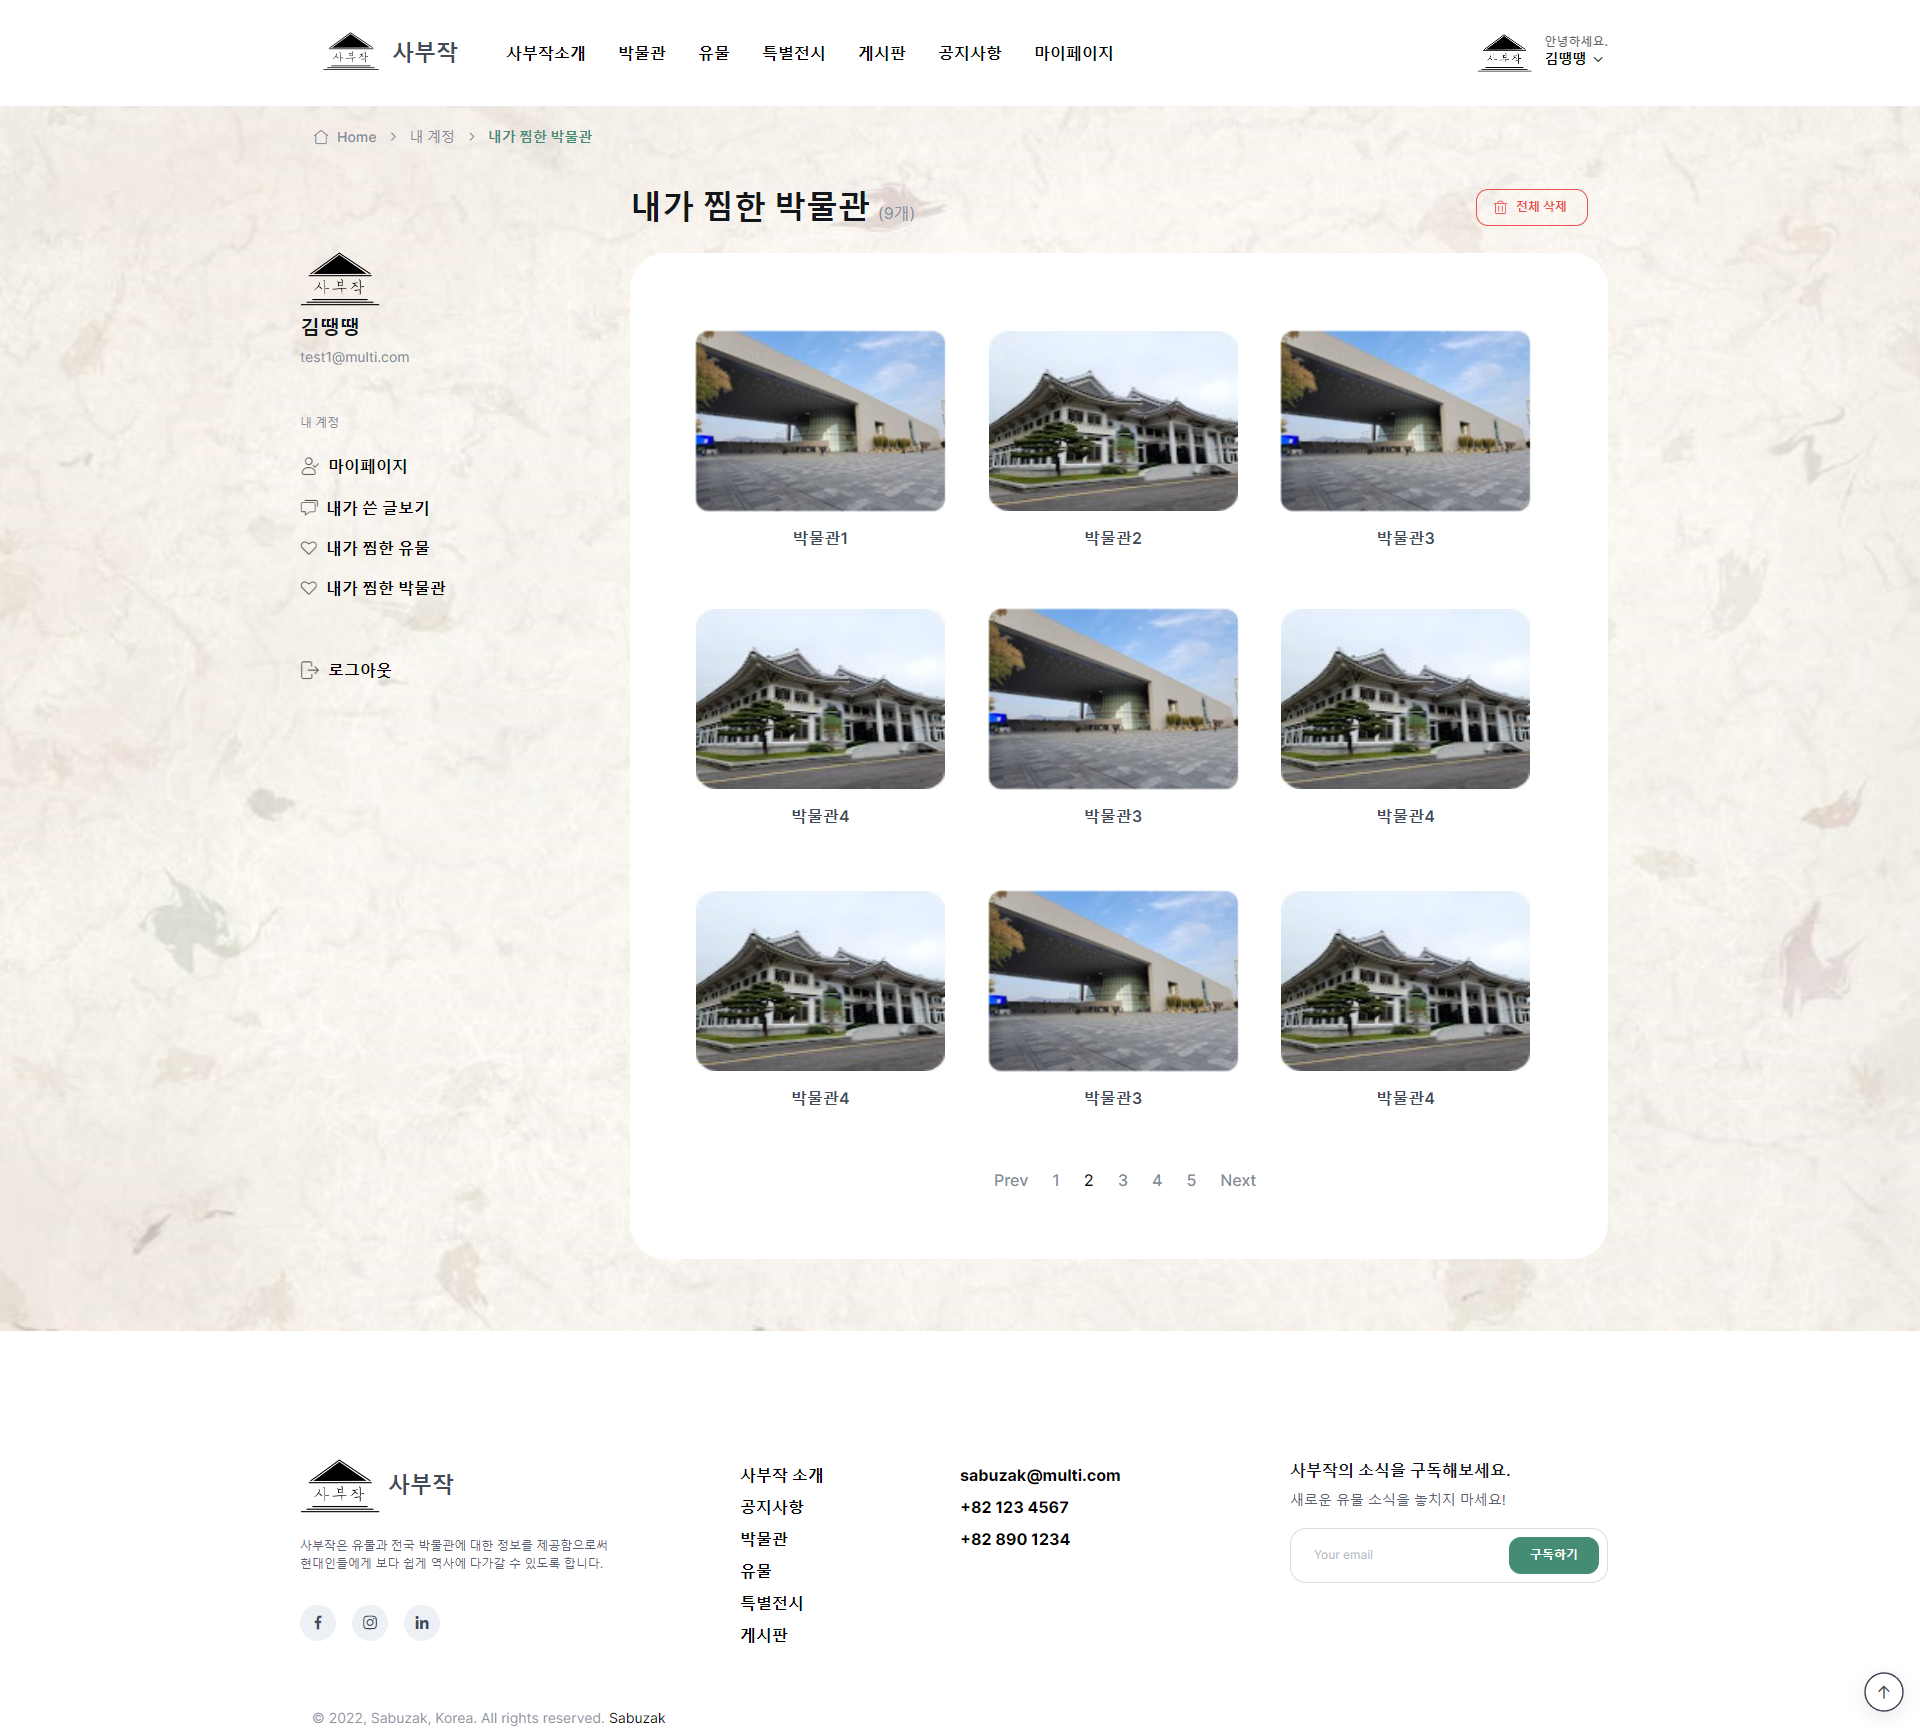 사부작
사부작
사부작소개
박물관
유물
특별전시
게시판
공지사항
마이페이지
사부작
안녕하세요.
김땡땡
Home
내 계정
내가 찜한 박물관
내가 찜한 박물관 (9개)
전체 삭제
사부작
김땡땡
test1@multi.com
내 계정
마이페이지
내가 쓴 글보기
내가 찜한 유물
내가 찜한 박물관
로그아웃
박물관1
박물관2
박물관3
박물관4
박물관3
박물관4
박물관4
박물관3
박물관4
Prev 1 2 3 4 5 Next
사부작
사부작
사부작은 유물과 전국 박물관에 대한 정보를 제공함으로써
현대인들에게 보다 쉽게 역사에 다가갈 수 있도록 합니다.
사부작 소개
공지사항
박물관
유물
특별전시
게시판
sabuzak@multi.com
+82 123 4567
+82 890 1234
사부작의 소식을 구독해보세요.
새로운 유물 소식을 놓치지 마세요!
Your email
구독하기
© 2022, Sabuzak, Korea. All rights reserved. Sabuzak